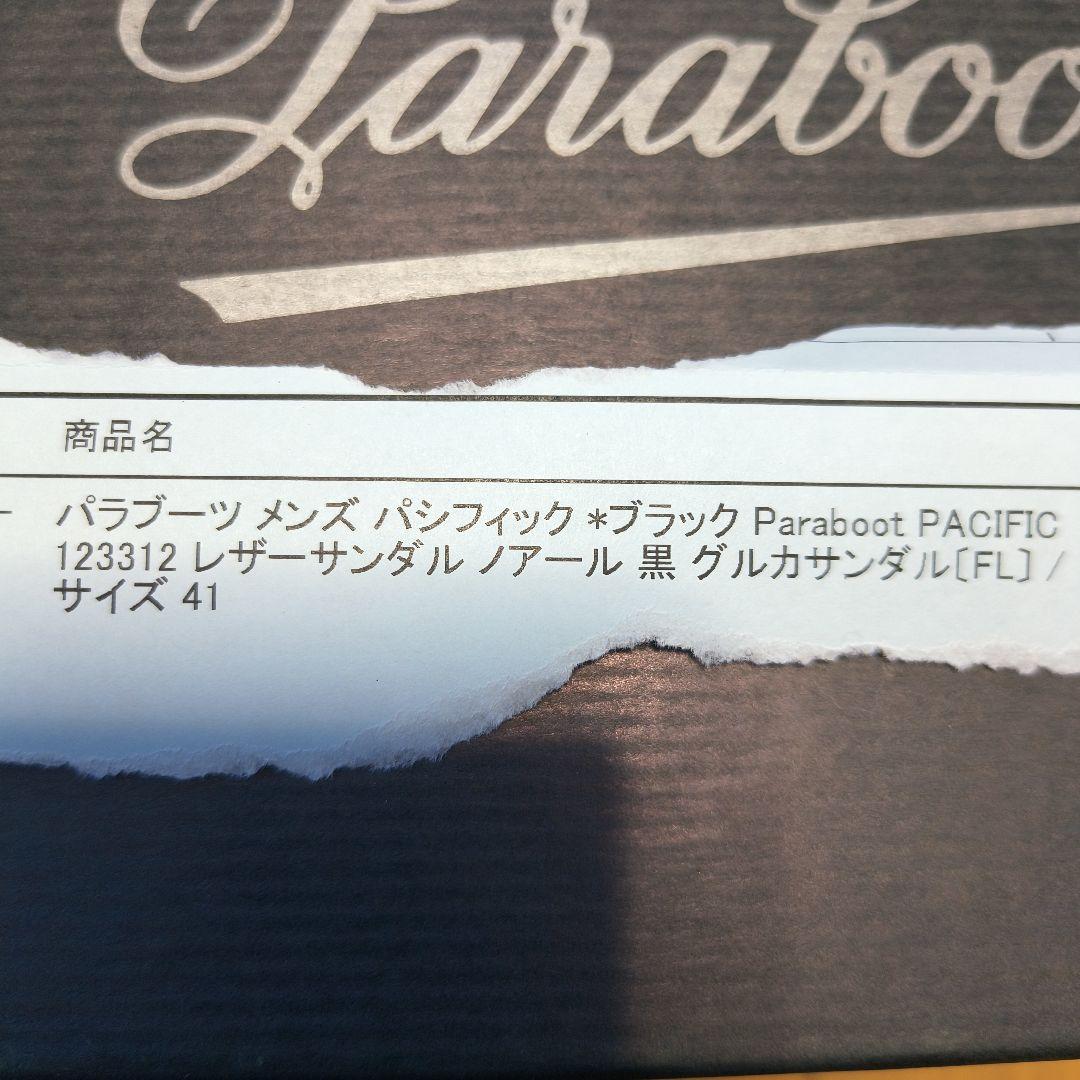 Paraboo
商品名
パラブーツ メンズ パシフィック *ブラック Paraboot PACIFIC
123312 レザーサンダル ノアール 黒 グルカサンダル〔FL〕 /
サイズ 41